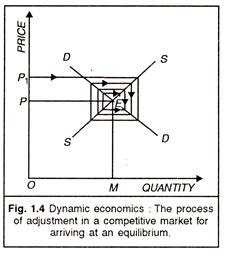 PRICE
D
S
P1
E
P
S
D
O
M
QUANTITY
Fig. 1.4 Dynamic economics : The process
of adjustment in a competitive market for
arriving at an equilibrium.